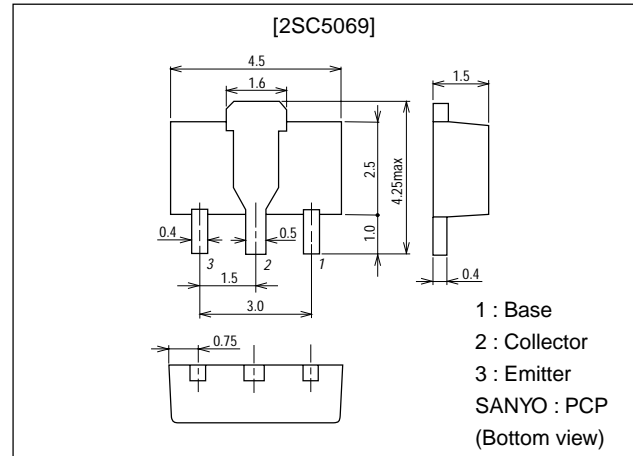 [2SC5069]
4.5
1.6
1.5
2.5
4.25max
1.0
0.4
0.5
3
2
1
1.5
3.0
0.4
0.75
1 : Base
2 : Collector
3 : Emitter
SANYO : PCP
(Bottom view)